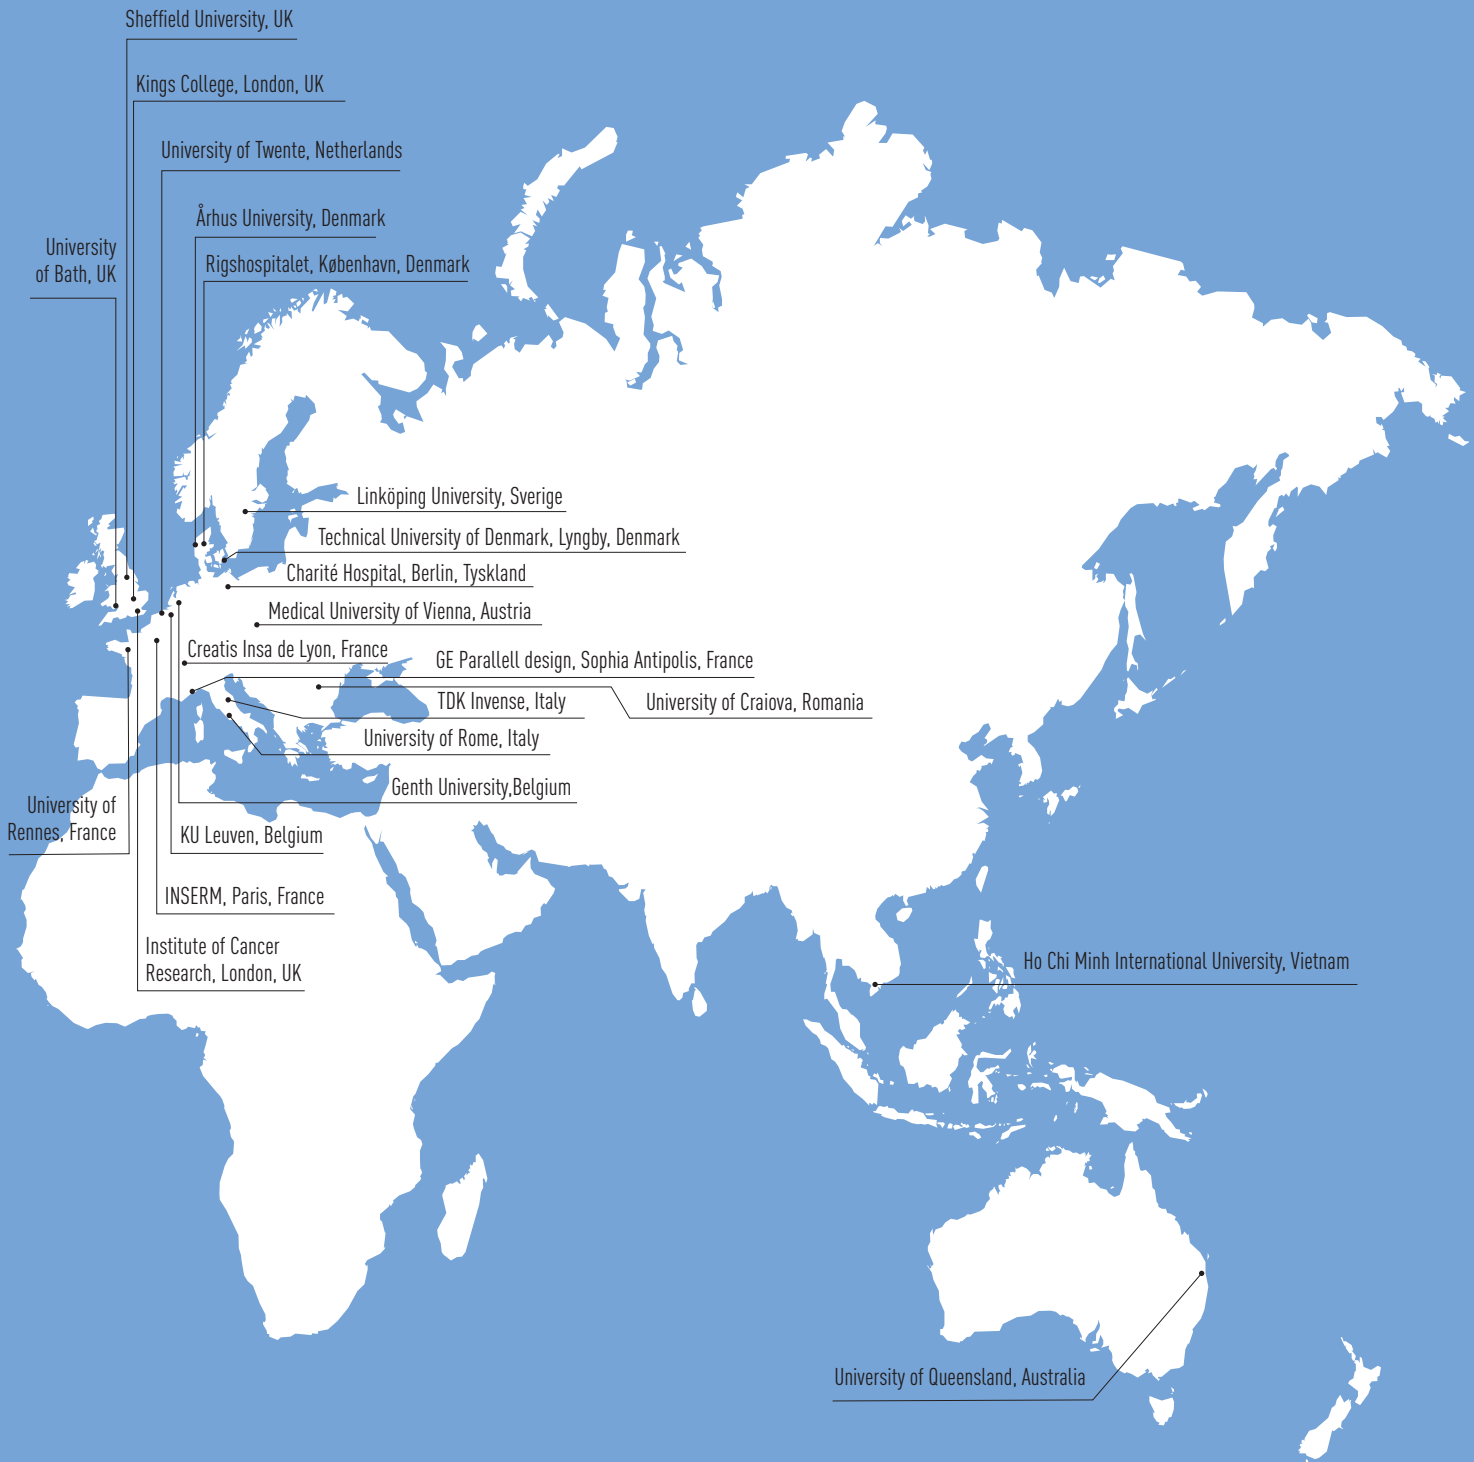 Sheffield University, UK
Kings College, London, UK
University of Twente, Netherlands
Århus University, Denmark
University
of Bath, UK
Rigshospitalet, København, Denmark
Linköping University, Sverige
Technical University of Denmark, Lyngby, Denmark
Charité Hospital, Berlin, Tyskland
Medical University of Vienna, Austria
Creatis Insa de Lyon, France
GE Parallell design, Sophia Antipolis, France
TDK Invense, Italy
University of Craiova, Romania
University of Rome, Italy
Genth University,Belgium
University of
Rennes, France
KU Leuven, Belgium
INSERM, Paris, France
Institute of Cancer
Research, London, UK
Ho Chi Minh International University, Vietnam
University of Queensland, Australia